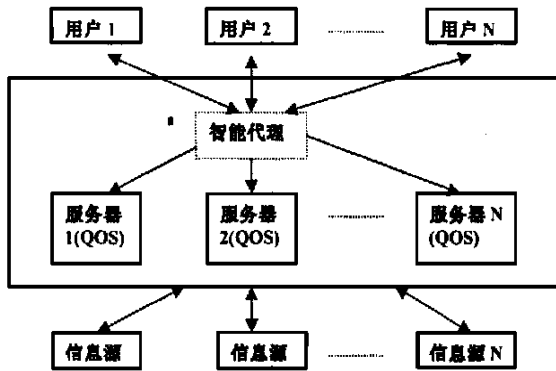 用户 1 用户 2 用户 N
智能代理
服务器 服务器 服务器 N
1(QOS) 2(QOS) (QOS)
信息源 信息源 信息源 N